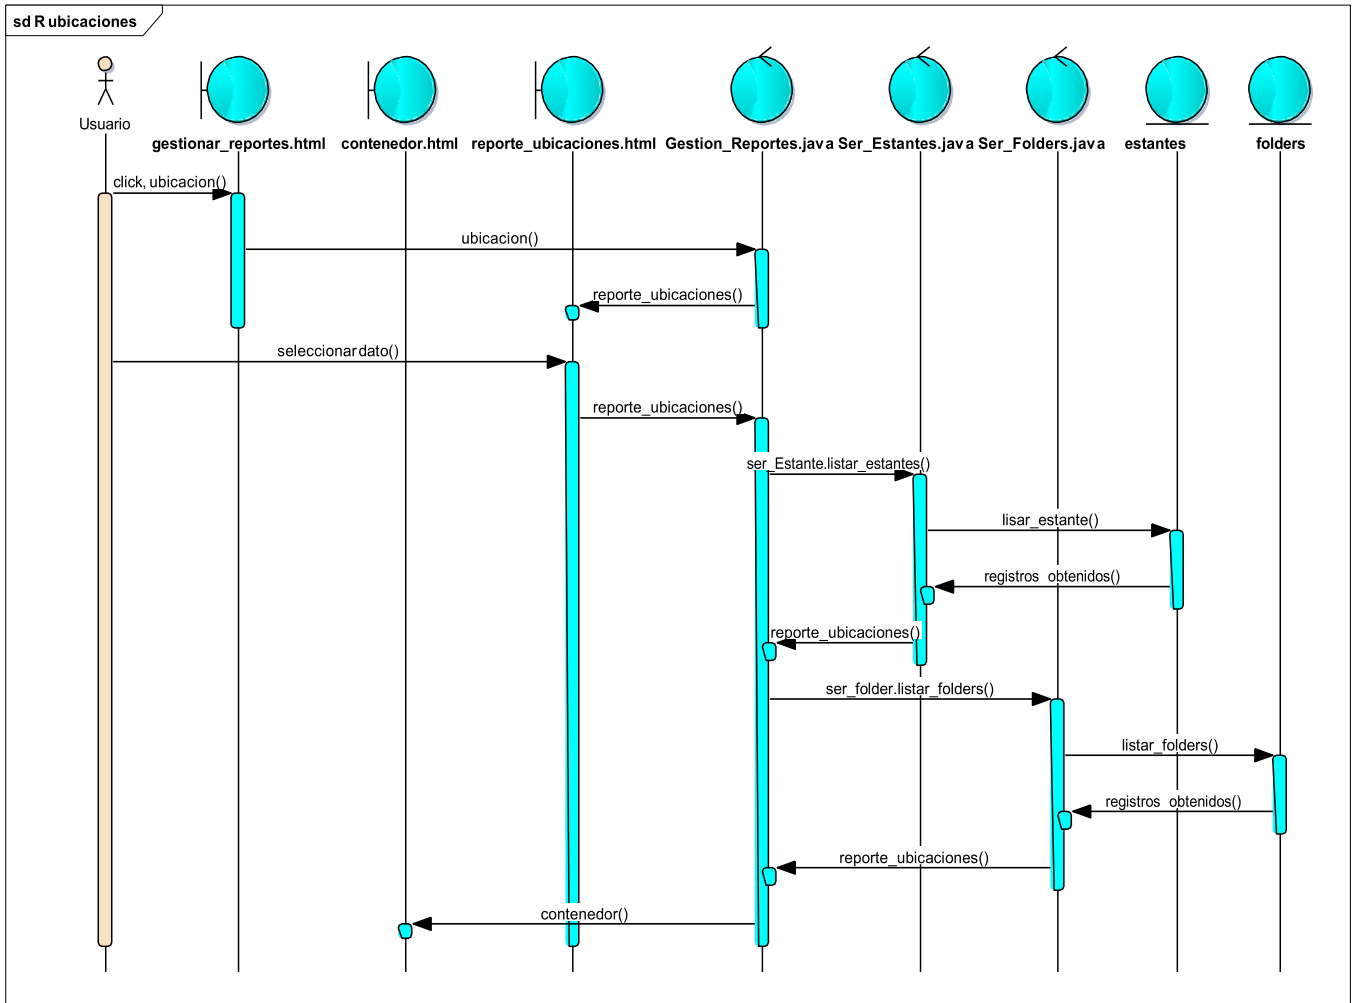 sd R ubicaciones
Usuario
gestionar_reportes.html
contenedor.html
reporte_ubicaciones.html
Gestion_Reportes.java
Ser_Estantes.java
Ser_Folders.java
estantes
folders
click, ubicacion()
ubicacion()
reporte_ubicaciones()
seleccionar dato()
reporte_ubicaciones()
ser_Estante.listar_estantes()
lisar_estante()
registros obtenidos()
reporte_ubicaciones()
ser_folder.listar_folders()
listar_folders()
registros obtenidos()
reporte_ubicaciones()
contenedor()